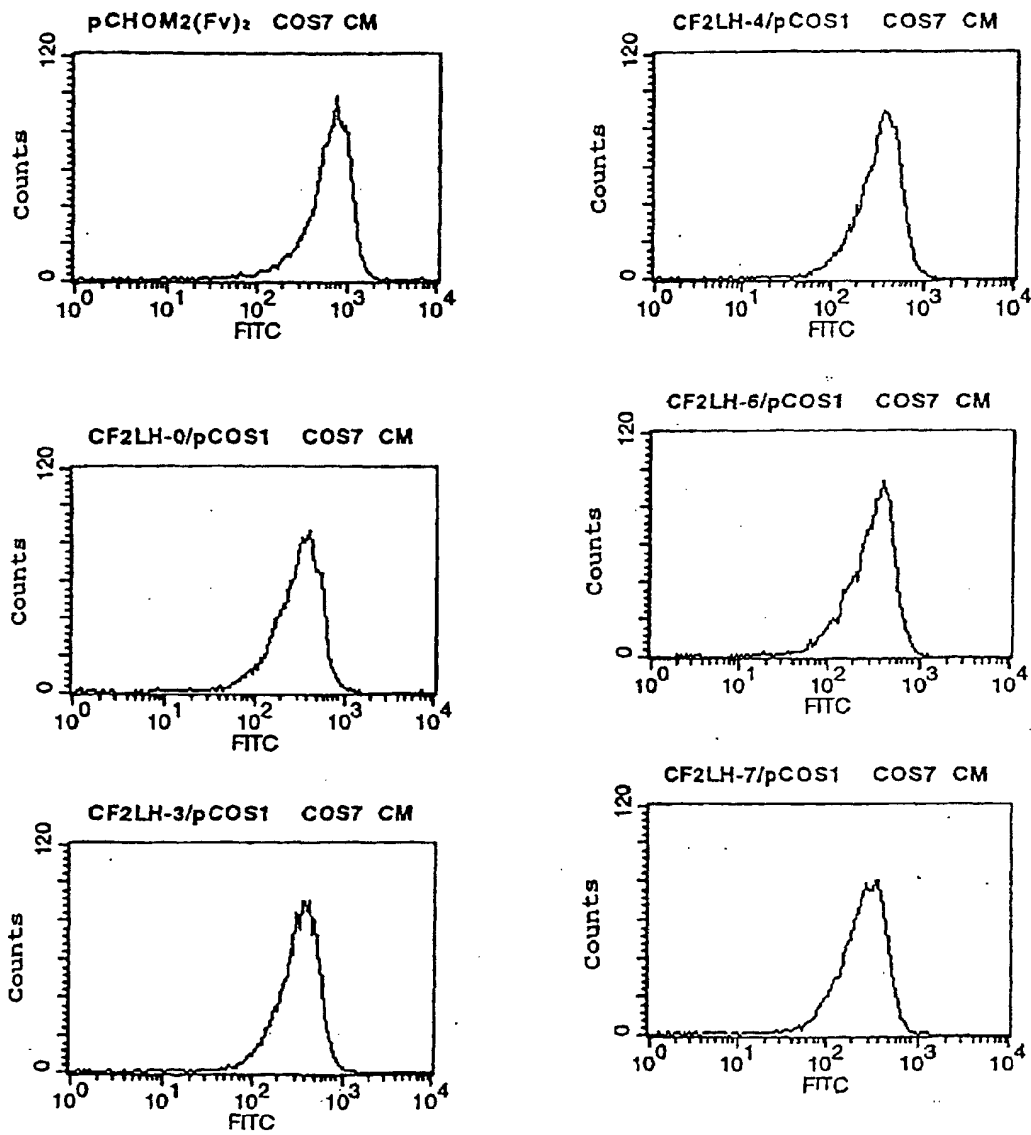 pCHOM2(Fv)₂ COS7 CM
120
Counts
0
10⁰ 10¹ 10² 10³ 10⁴
FITC
CF2LH-0/pCOS1 COS7 CM
120
Counts
0
10⁰ 10¹ 10² 10³ 10⁴
FITC
CF2LH-3/pCOS1 COS7 CM
120
Counts
0
10⁰ 10¹ 10² 10³ 10⁴
FITC
CF2LH-4/pCOS1 COS7 CM
120
Counts
0
10⁰ 10¹ 10² 10³ 10⁴
FITC
CF2LH-6/pCOS1 COS7 CM
120
Counts
0
10⁰ 10¹ 10² 10³ 10⁴
FITC
CF2LH-7/pCOS1 COS7 CM
120
Counts
0
10⁰ 10¹ 10² 10³ 10⁴
FITC